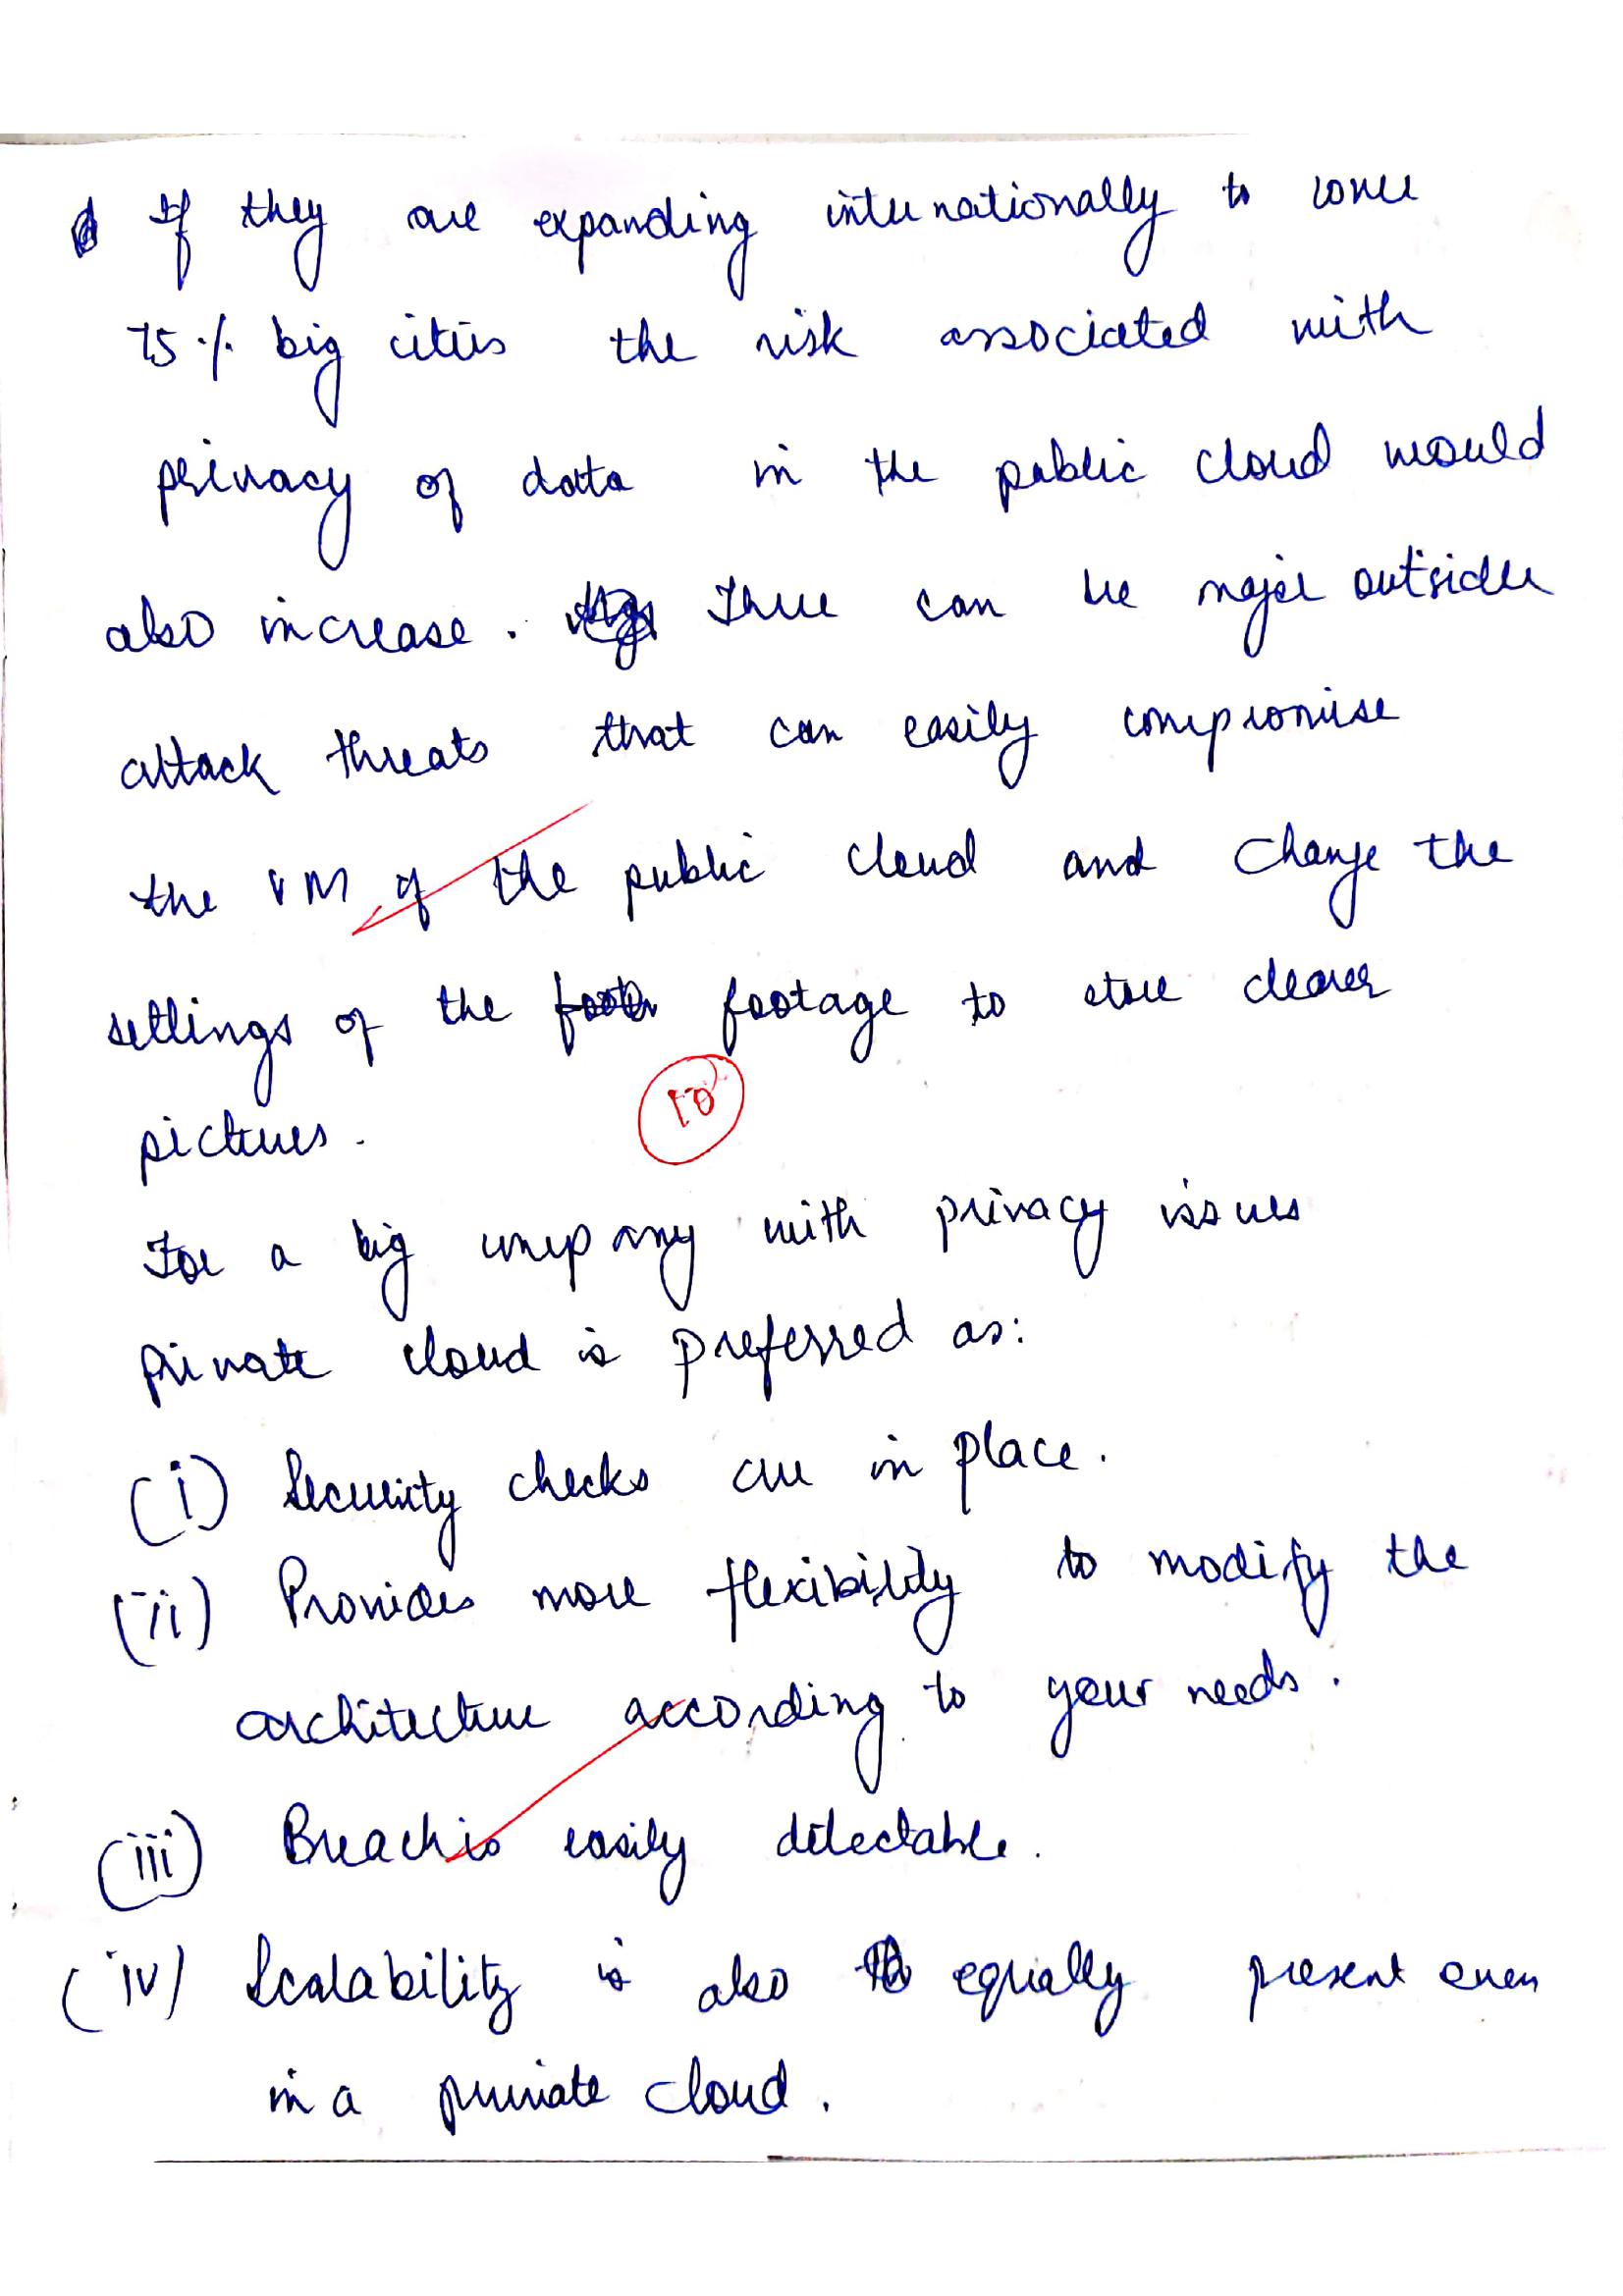 If they are expanding internationally to cover
75% big cities the risk associated with
privacy of data in the public cloud would
also increase. There can be major outsider
attack threats that can easily compromise
the VM of the public cloud and change the
settings of the footage to store clearer
pictures.
For a big company with privacy issues
private cloud is preferred as:
(i) Security checks are in place.
(ii) Provides more flexibility to modify the
architecture according to your needs.
(iii) Breach is easily detectable.
(iv) Scalability is also equally present even
in a private cloud.